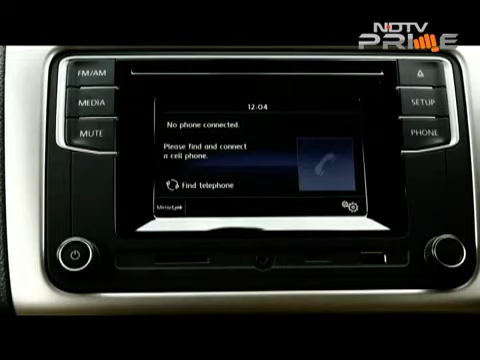 NDTV
PRIME
FM/AM
MEDIA
MUTE
SETUP
PHONE
12:04
No phone connected.
Please find and connect
a cell phone.
Find telephone
MirrorLink